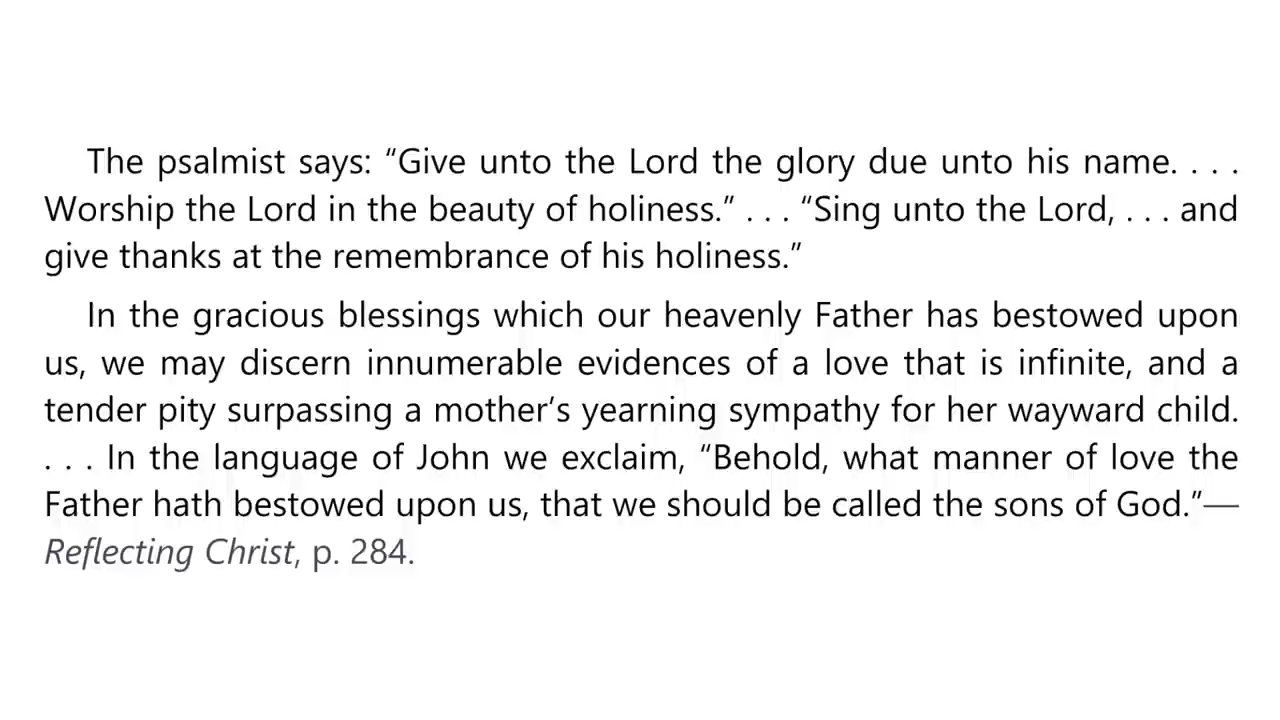 The psalmist says: “Give unto the Lord the glory due unto his name. . . .
Worship the Lord in the beauty of holiness.” . . . “Sing unto the Lord, . . . and
give thanks at the remembrance of his holiness.”
In the gracious blessings which our heavenly Father has bestowed upon
us, we may discern innumerable evidences of a love that is infinite, and a
tender pity surpassing a mother’s yearning sympathy for her wayward child.
. . . In the language of John we exclaim, “Behold, what manner of love the
Father hath bestowed upon us, that we should be called the sons of God.”—
Reflecting Christ, p. 284.